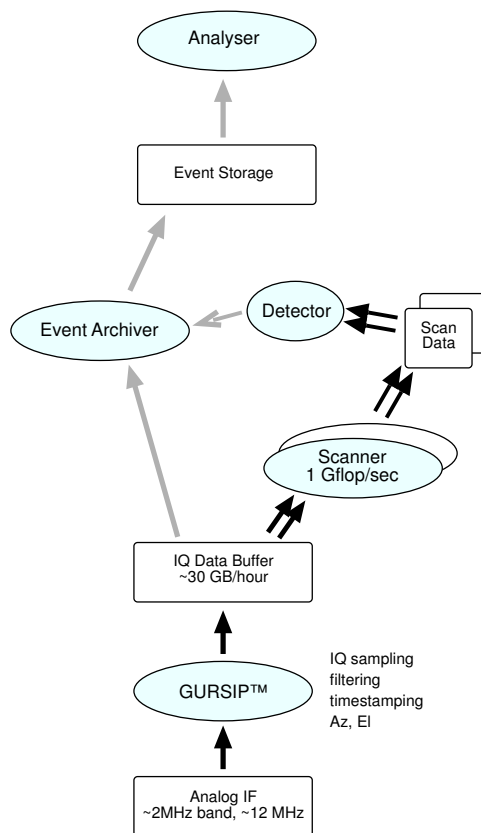 Analyser
Event Storage
Detector
Event Archiver
Scan
Data
Scanner
1 Gflop/sec
IQ Data Buffer
~30 GB/hour
IQ sampling
filtering
timestamping
Az, El
GURSIP™
Analog IF
~2MHz band, ~12 MHz